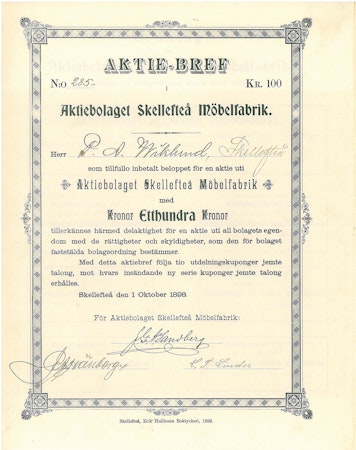 AKTIE-BREF
N:o 285. KR. 100
i
Aktiebolaget Skellefteå Möbelfabrik.
Herr P. A. Wiklund, Skellefteå
som tillfullo inbetalt beloppet för en aktie uti
Aktiebolaget Skellefteå Möbelfabrik
med
Kronor Etthundra Kronor
tillerkännes härmed delaktighet för en aktie uti all bolagets egen-
dom med de rättigheter och skyldigheter, som den för bolaget
fastställda bolagsordning bestämmer.
Med detta aktiebref följa tio utdelningskuponger jemte
talong, mot hvars insändande ny serie kuponger jemte talong
erhålles.
Skellefteå den 1 Oktober 1898.
För Aktiebolaget Skellefteå Möbelfabrik:
Sandberg
Skellefteå, Erik Hallbom Boktryckeri, 1898.